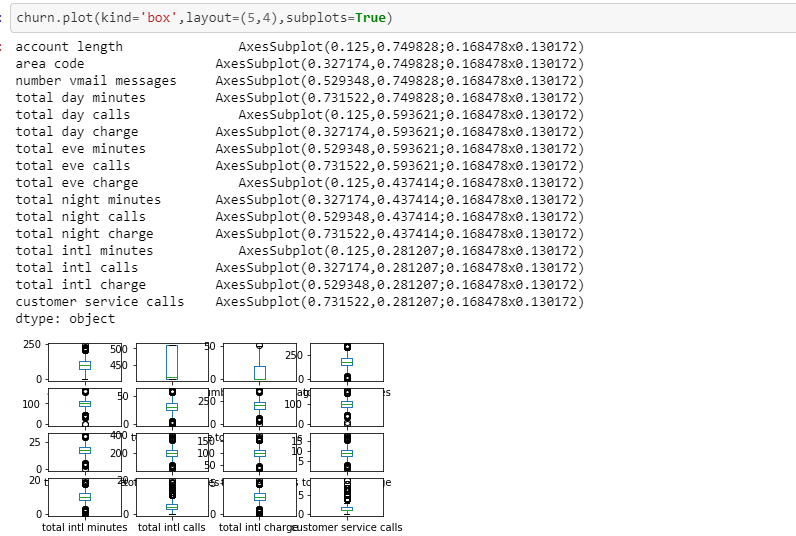 churn.plot(kind='box',layout=(5,4),subplots=True)
account length AxesSubplot(0.125,0.749828;0.168478x0.130172)
area code AxesSubplot(0.327174,0.749828;0.168478x0.130172)
number vmail messages AxesSubplot(0.529348,0.749828;0.168478x0.130172)
total day minutes AxesSubplot(0.731522,0.749828;0.168478x0.130172)
total day calls AxesSubplot(0.125,0.593621;0.168478x0.130172)
total day charge AxesSubplot(0.327174,0.593621;0.168478x0.130172)
total eve minutes AxesSubplot(0.529348,0.593621;0.168478x0.130172)
total eve calls AxesSubplot(0.731522,0.593621;0.168478x0.130172)
total eve charge AxesSubplot(0.125,0.437414;0.168478x0.130172)
total night minutes AxesSubplot(0.327174,0.437414;0.168478x0.130172)
total night calls AxesSubplot(0.529348,0.437414;0.168478x0.130172)
total night charge AxesSubplot(0.731522,0.437414;0.168478x0.130172)
total intl minutes AxesSubplot(0.125,0.281207;0.168478x0.130172)
total intl calls AxesSubplot(0.327174,0.281207;0.168478x0.130172)
total intl charge AxesSubplot(0.529348,0.281207;0.168478x0.130172)
customer service calls AxesSubplot(0.731522,0.281207;0.168478x0.130172)
dtype: object
250 500 50
450 250
0 0 0
50 250
100 100
0 0 0
25 400 150 15
200 100 10
0 50 5
20 20 5 5
0 0 0 0
total intl minutes total intl calls total intl charge customer service calls